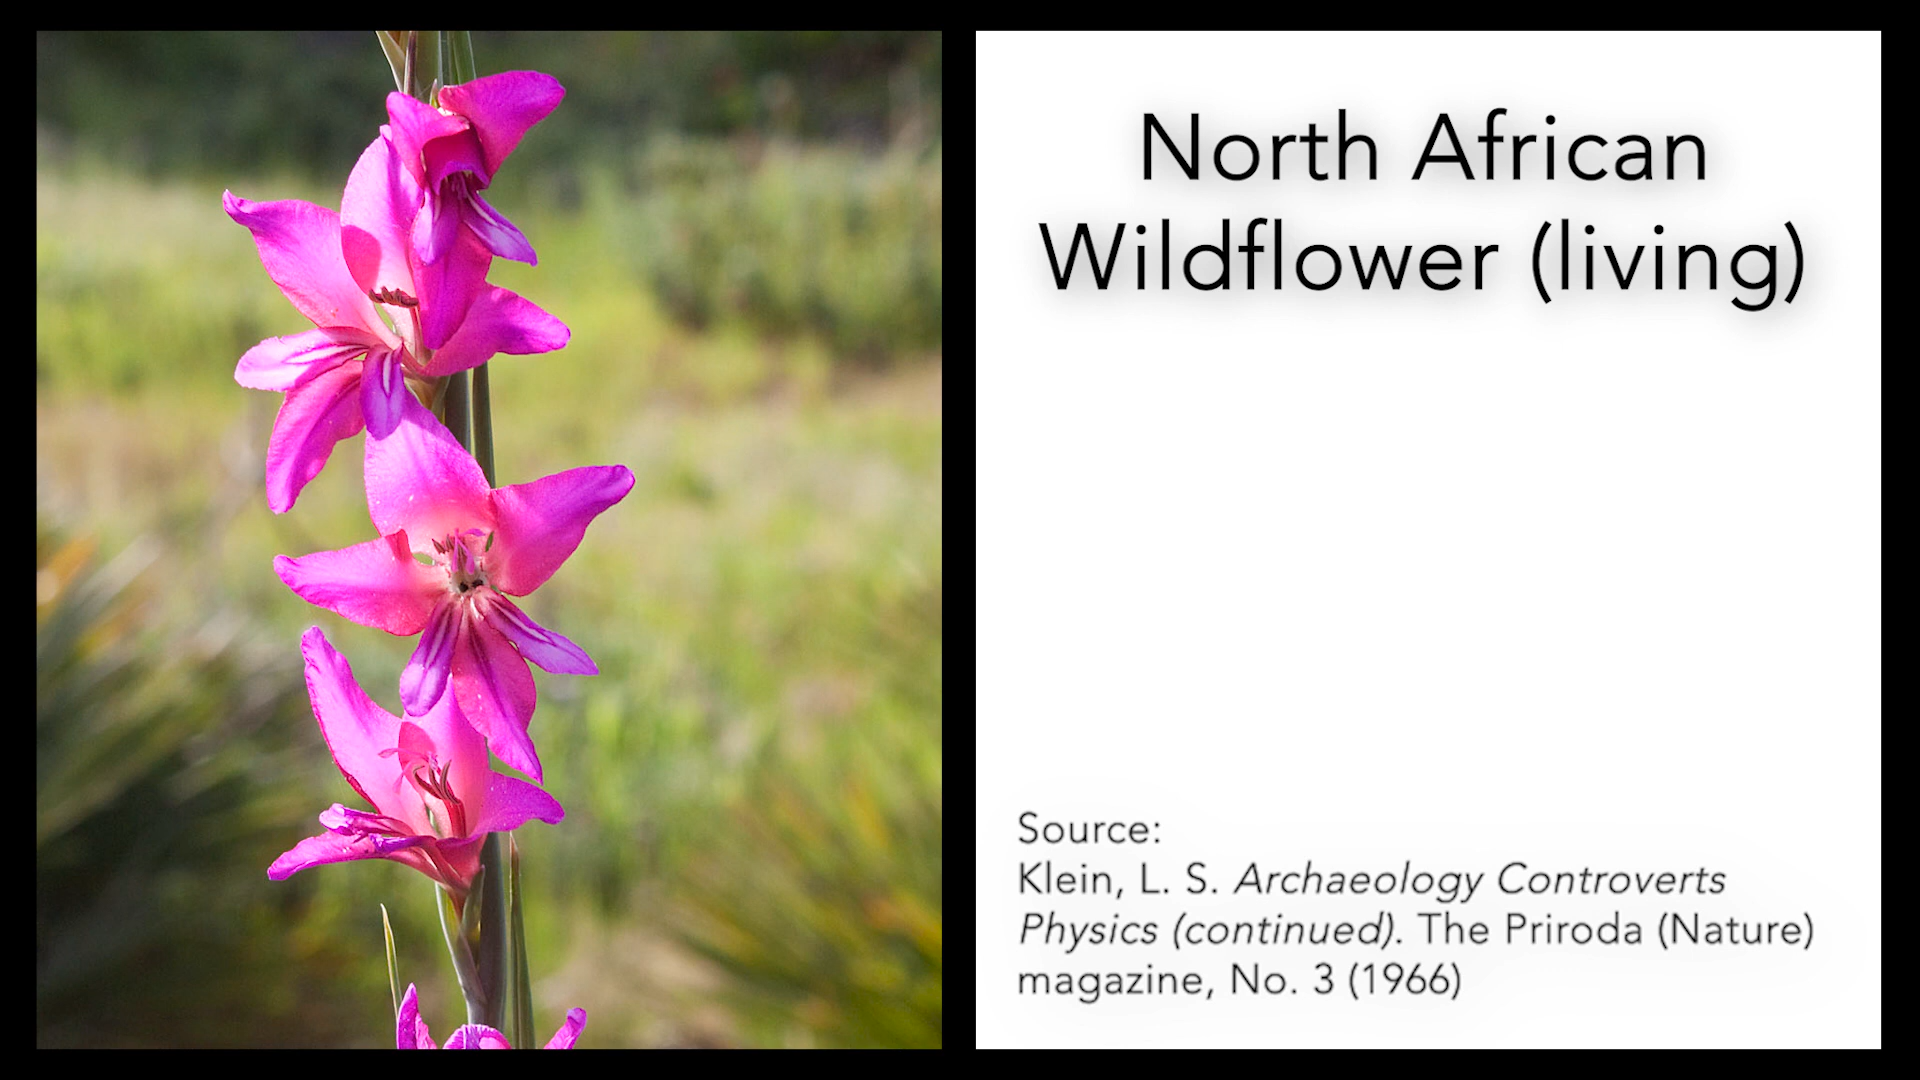 North African
Wildflower (living)
Source:
Klein, L. S. Archaeology Controverts
Physics (continued). The Priroda (Nature)
magazine, No. 3 (1966)